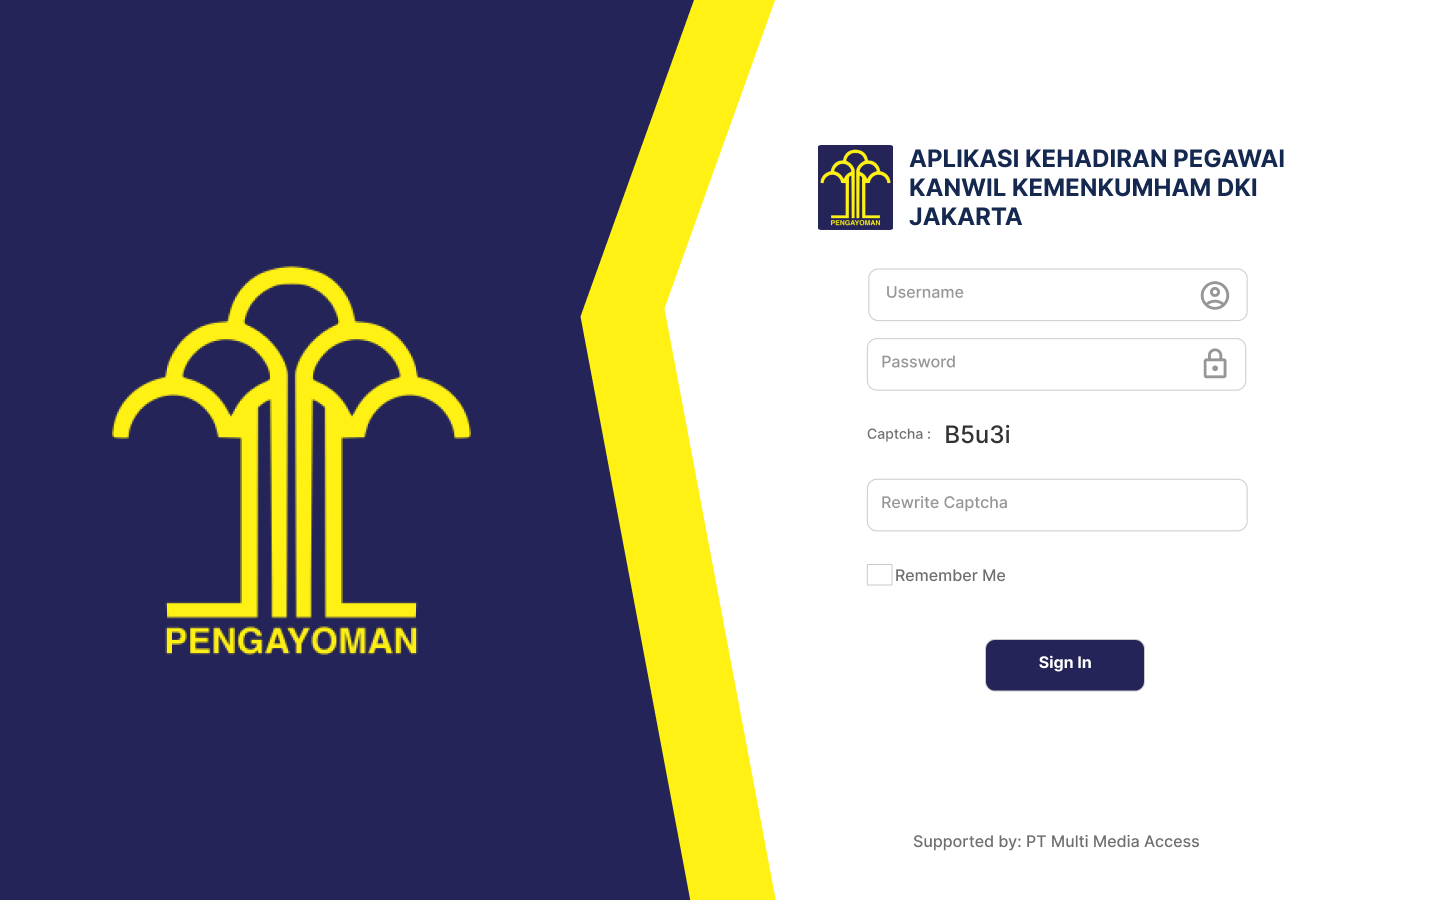 PENGAYOMAN
PENGAYOMAN
APLIKASI KEHADIRAN PEGAWAI
KANWIL KEMENKUMHAM DKI
JAKARTA
Username
Password
Captcha : B5u3i
Rewrite Captcha
Remember Me
Sign In
Supported by: PT Multi Media Access